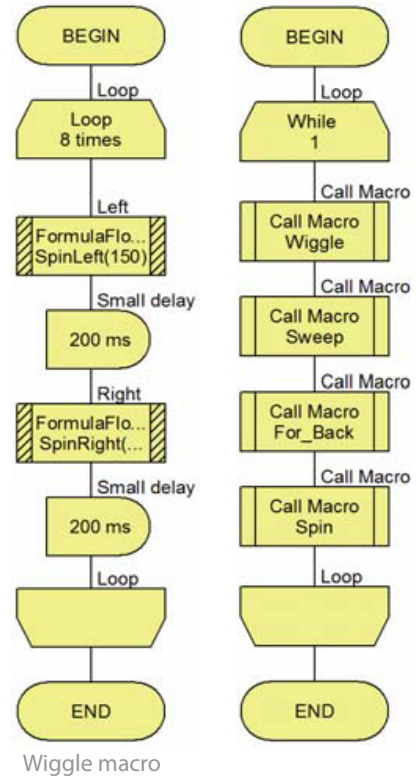 BEGIN
Loop
Loop
8 times
Left
FormulaFlo...
SpinLeft(150)
Small delay
200 ms
Right
FormulaFlo...
SpinRight(...
Small delay
200 ms
Loop
END
Wiggle macro
BEGIN
Loop
While
1
Call Macro
Call Macro
Wiggle
Call Macro
Call Macro
Sweep
Call Macro
Call Macro
For_Back
Call Macro
Call Macro
Spin
Loop
END